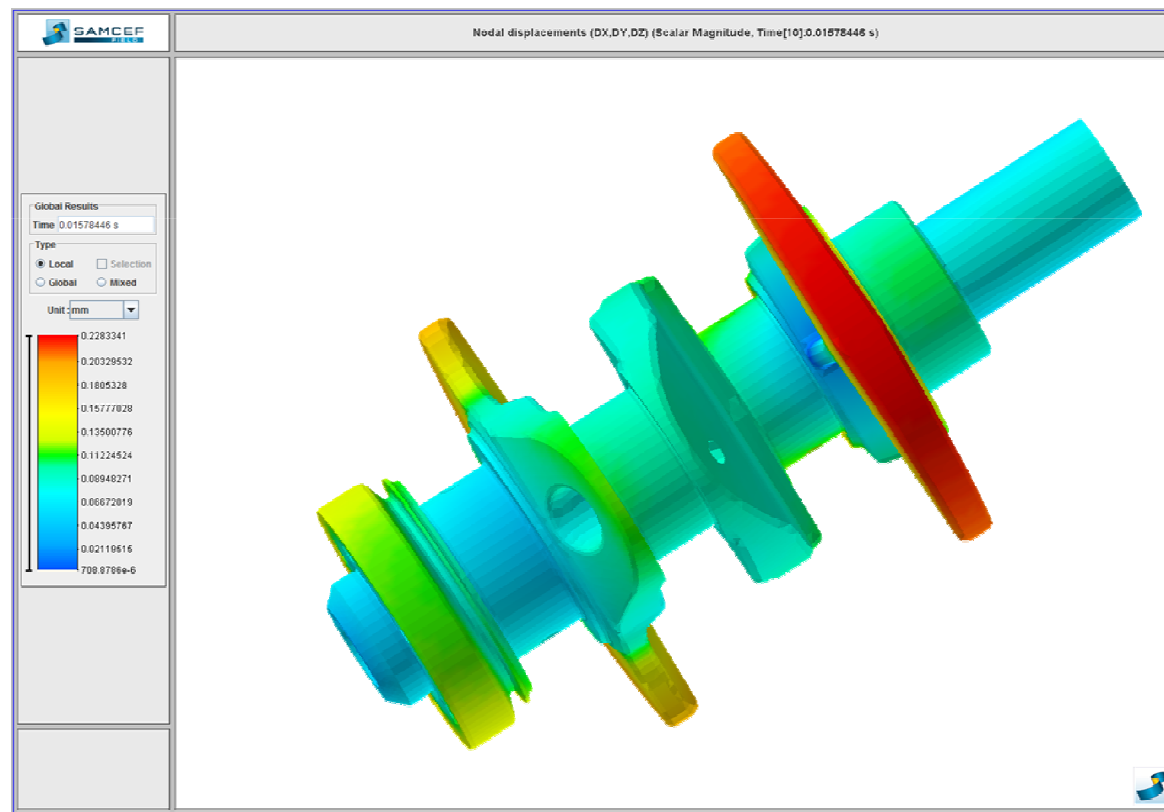 SAMCEF
FIELD
Nodal displacements (DX,DY,DZ) (Scalar Magnitude, Time[10].0.01578446 s)
Global Results
Time 0.01578446 s
Type
Local Selection
Global Mixed
Unit : mm
0.2283341
0.20329532
0.1805328
0.15777028
0.13500776
0.11224524
0.08948271
0.06672019
0.04395767
0.02119515
708.8786e-6